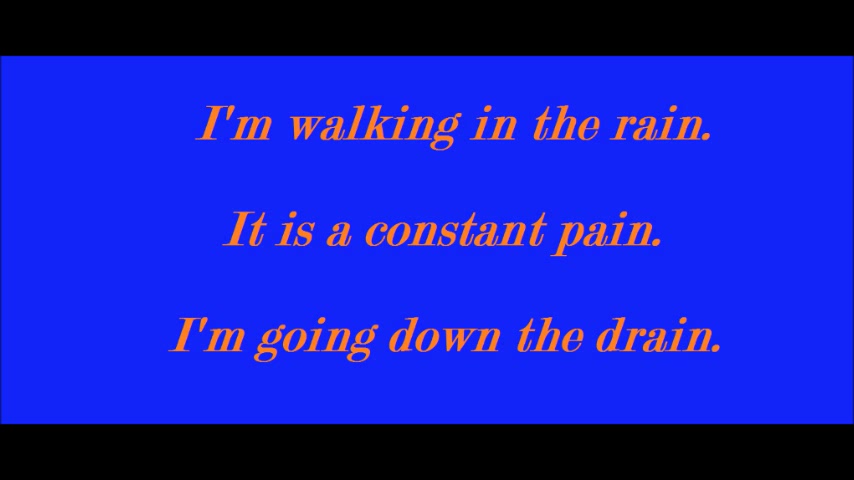 I'm walking in the rain.
It is a constant pain.
I'm going down the drain.